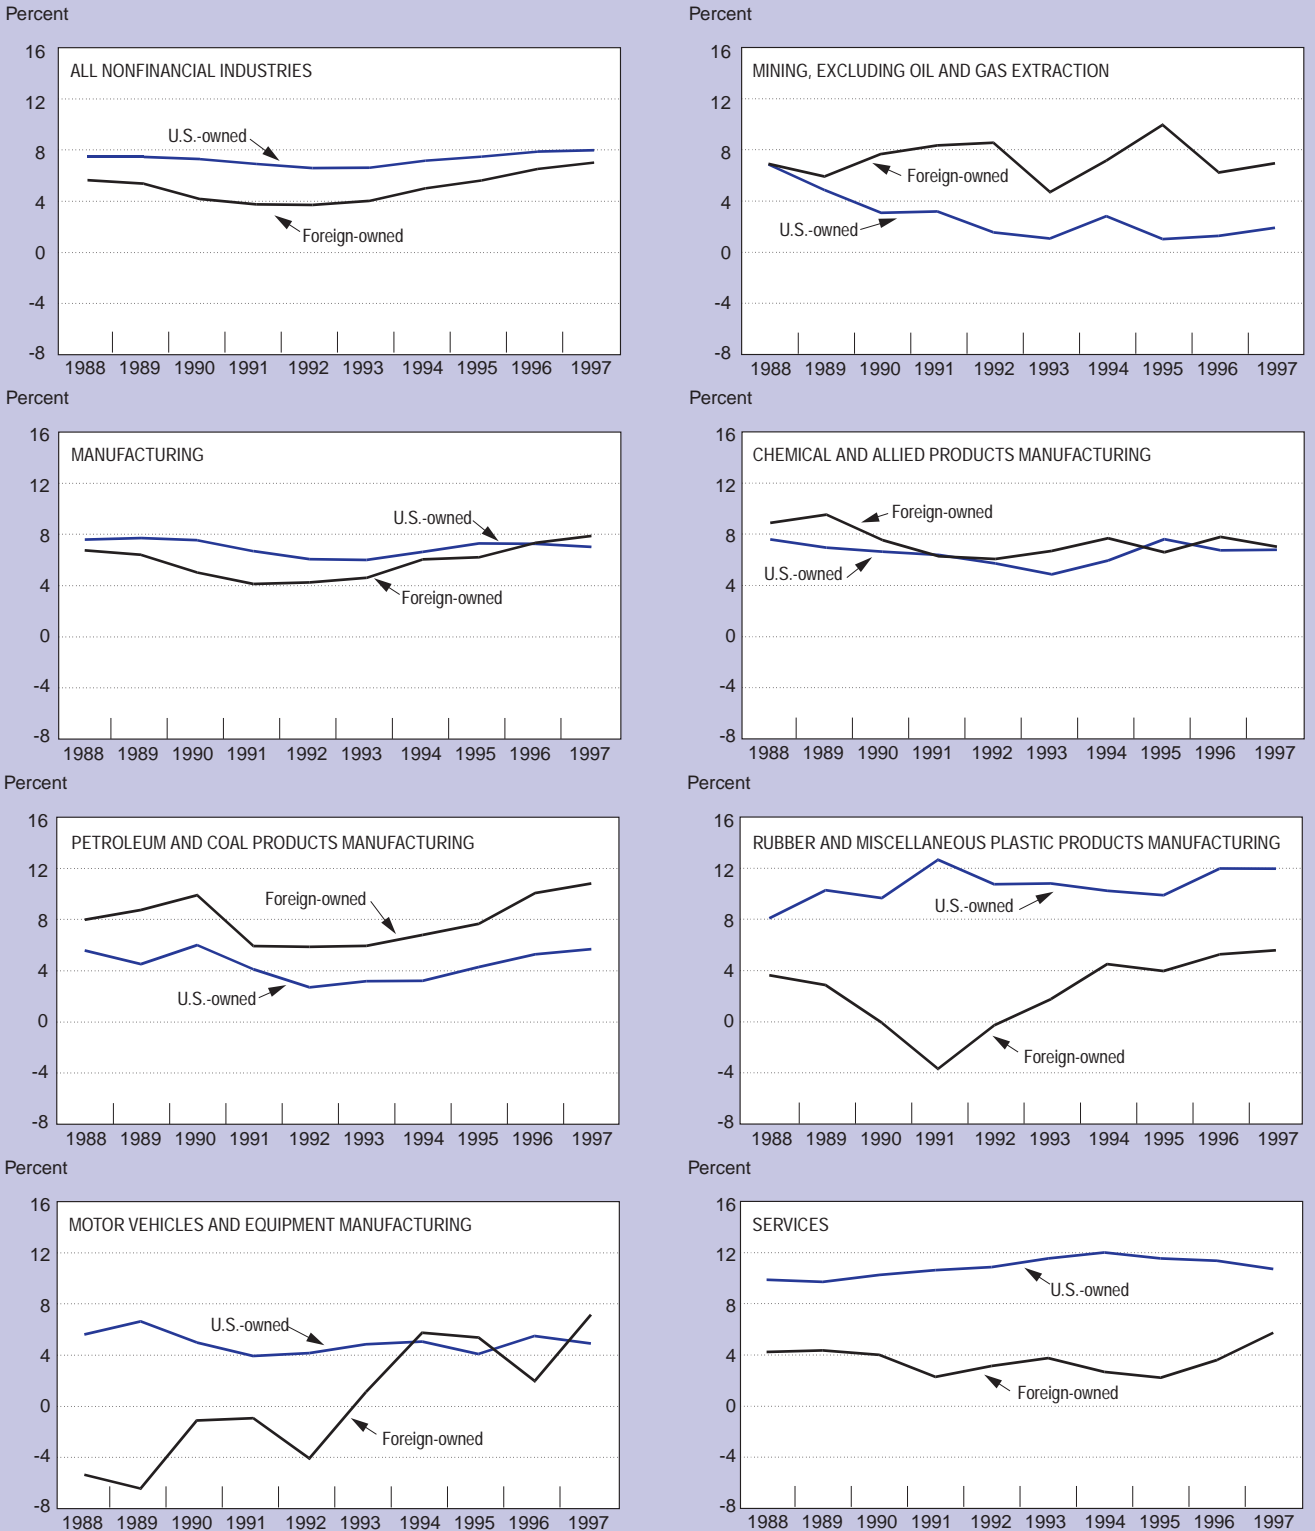 Percent
16
ALL NONFINANCIAL INDUSTRIES
12
U.S.-owned
8
4
Foreign-owned
0
-4
-8
1988 1989 1990 1991 1992 1993 1994 1995 1996 1997
Percent
16
MINING, EXCLUDING OIL AND GAS EXTRACTION
12
8
Foreign-owned
4
U.S.-owned
0
-4
-8
1988 1989 1990 1991 1992 1993 1994 1995 1996 1997
Percent
16
MANUFACTURING
12
U.S.-owned
8
4
Foreign-owned
0
-4
-8
1988 1989 1990 1991 1992 1993 1994 1995 1996 1997
Percent
16
CHEMICAL AND ALLIED PRODUCTS MANUFACTURING
12
Foreign-owned
8
U.S.-owned
4
0
-4
-8
1988 1989 1990 1991 1992 1993 1994 1995 1996 1997
Percent
16
PETROLEUM AND COAL PRODUCTS MANUFACTURING
12
Foreign-owned
8
4
U.S.-owned
0
-4
-8
1988 1989 1990 1991 1992 1993 1994 1995 1996 1997
Percent
16
RUBBER AND MISCELLANEOUS PLASTIC PRODUCTS MANUFACTURING
12
U.S.-owned
8
4
0
Foreign-owned
-4
-8
1988 1989 1990 1991 1992 1993 1994 1995 1996 1997
Percent
16
MOTOR VEHICLES AND EQUIPMENT MANUFACTURING
12
8
U.S.-owned
4
0
Foreign-owned
-4
-8
1988 1989 1990 1991 1992 1993 1994 1995 1996 1997
Percent
16
SERVICES
12
U.S.-owned
8
4
Foreign-owned
0
-4
-8
1988 1989 1990 1991 1992 1993 1994 1995 1996 1997